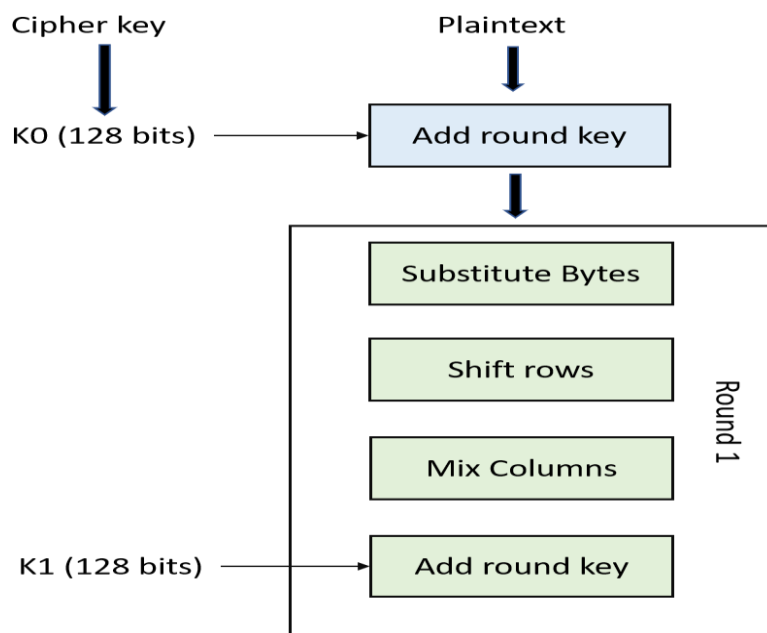 Cipher key
Plaintext
K0 (128 bits)
Add round key
Substitute Bytes
Shift rows
Round 1
Mix Columns
K1 (128 bits)
Add round key